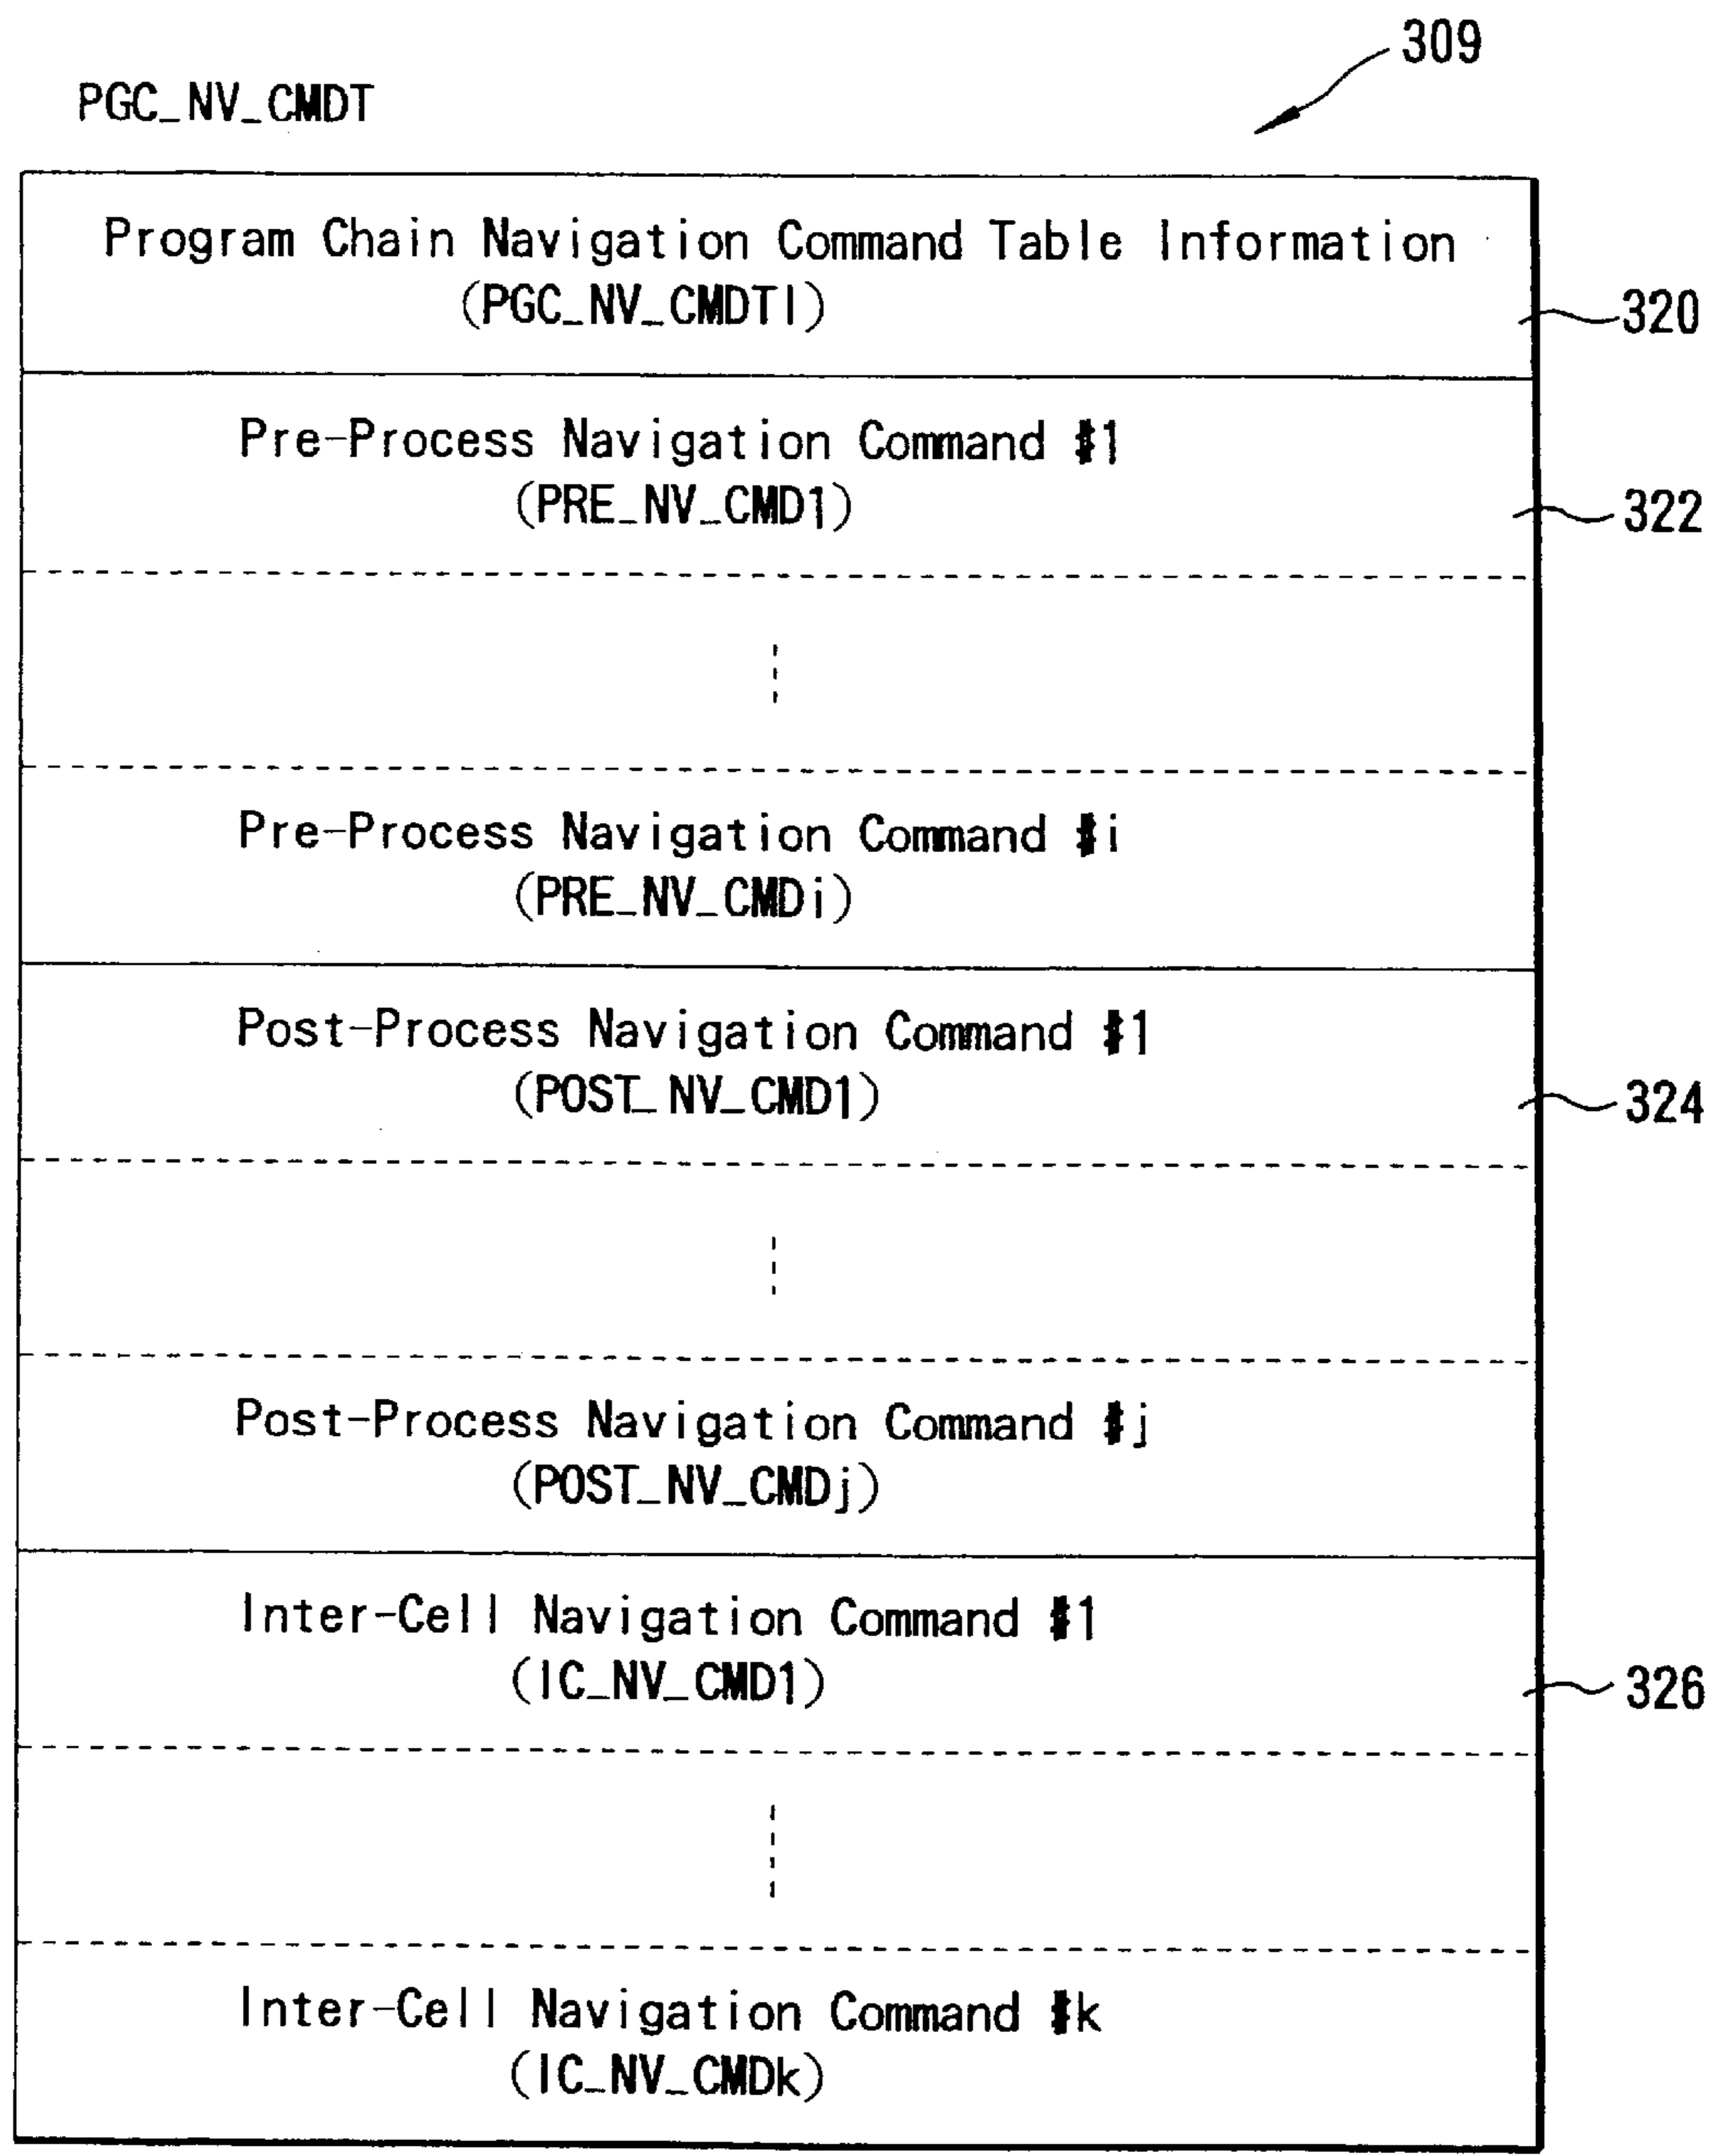 309
PGC_NV_CMDT
Program Chain Navigation Command Table Information
(PGC_NV_CMDTI)
320
Pre-Process Navigation Command #1
(PRE_NV_CMD1)
322
Pre-Process Navigation Command #i
(PRE_NV_CMDi)
Post-Process Navigation Command #1
(POST_NV_CMD1)
324
Post-Process Navigation Command #j
(POST_NV_CMDj)
Inter-Cell Navigation Command #1
(IC_NV_CMD1)
326
Inter-Cell Navigation Command #k
(IC_NV_CMDk)